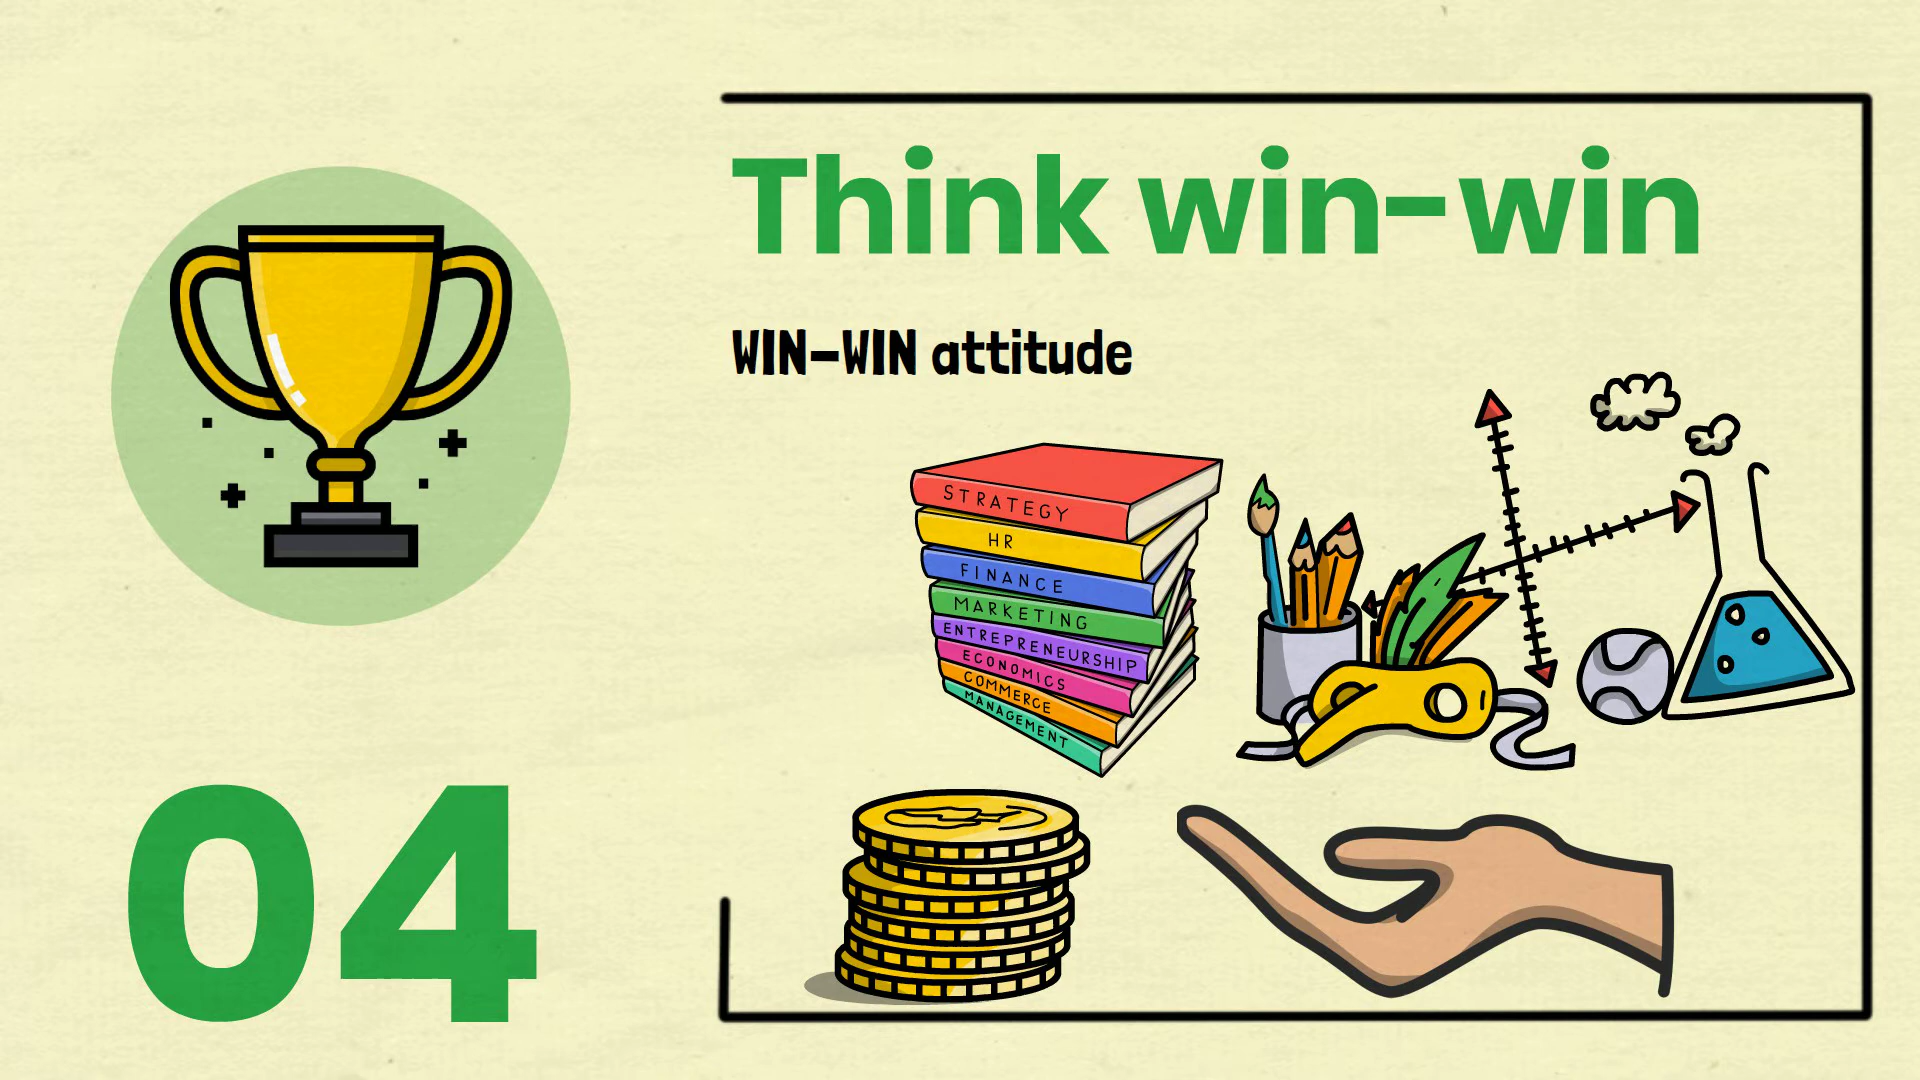 Think win-win
WIN-WIN attitude
STRATEGY
HR
FINANCE
MARKETING
ENTREPRENEURSHIP
ECONOMICS
COMMERCE
MANAGEMENT
04